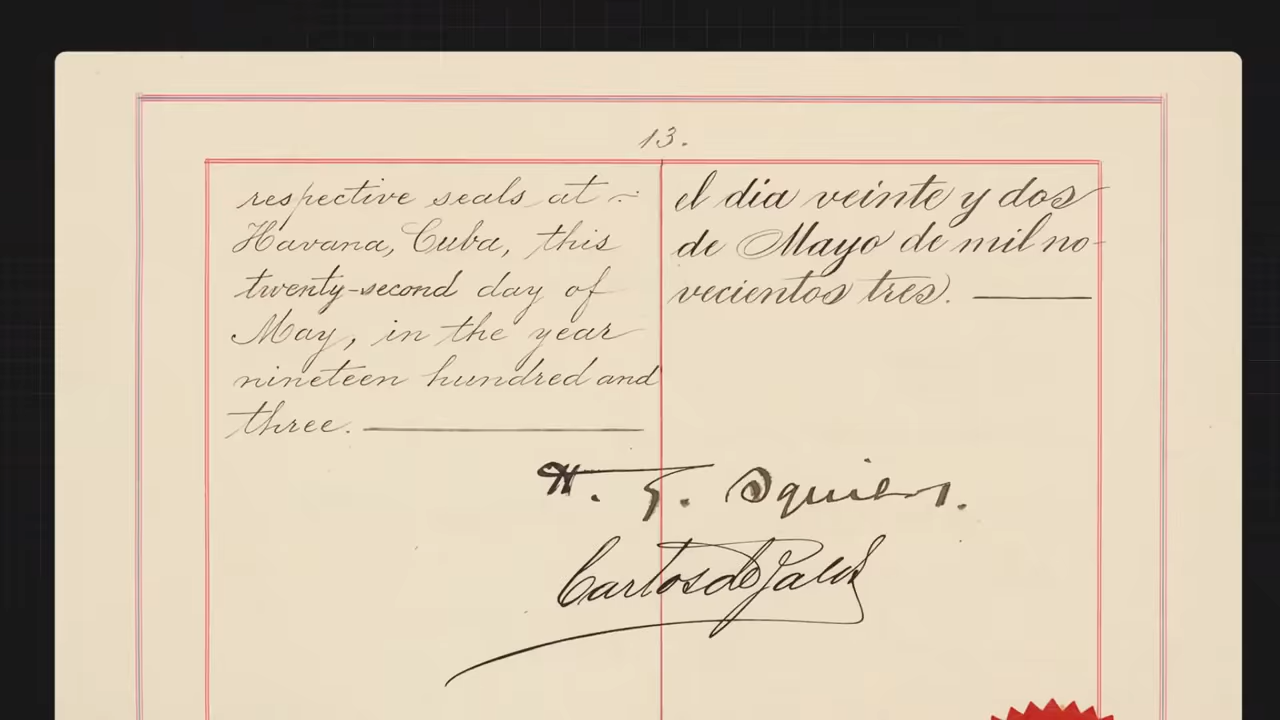 13.
respective seals at
Havana, Cuba, this
twenty-second day of
May, in the year
nineteen hundred and
three.
el dia veinte y dos
de Mayo de mil no-
vecientos tres.
H. G. Squiers.
Carlos de Zaldo